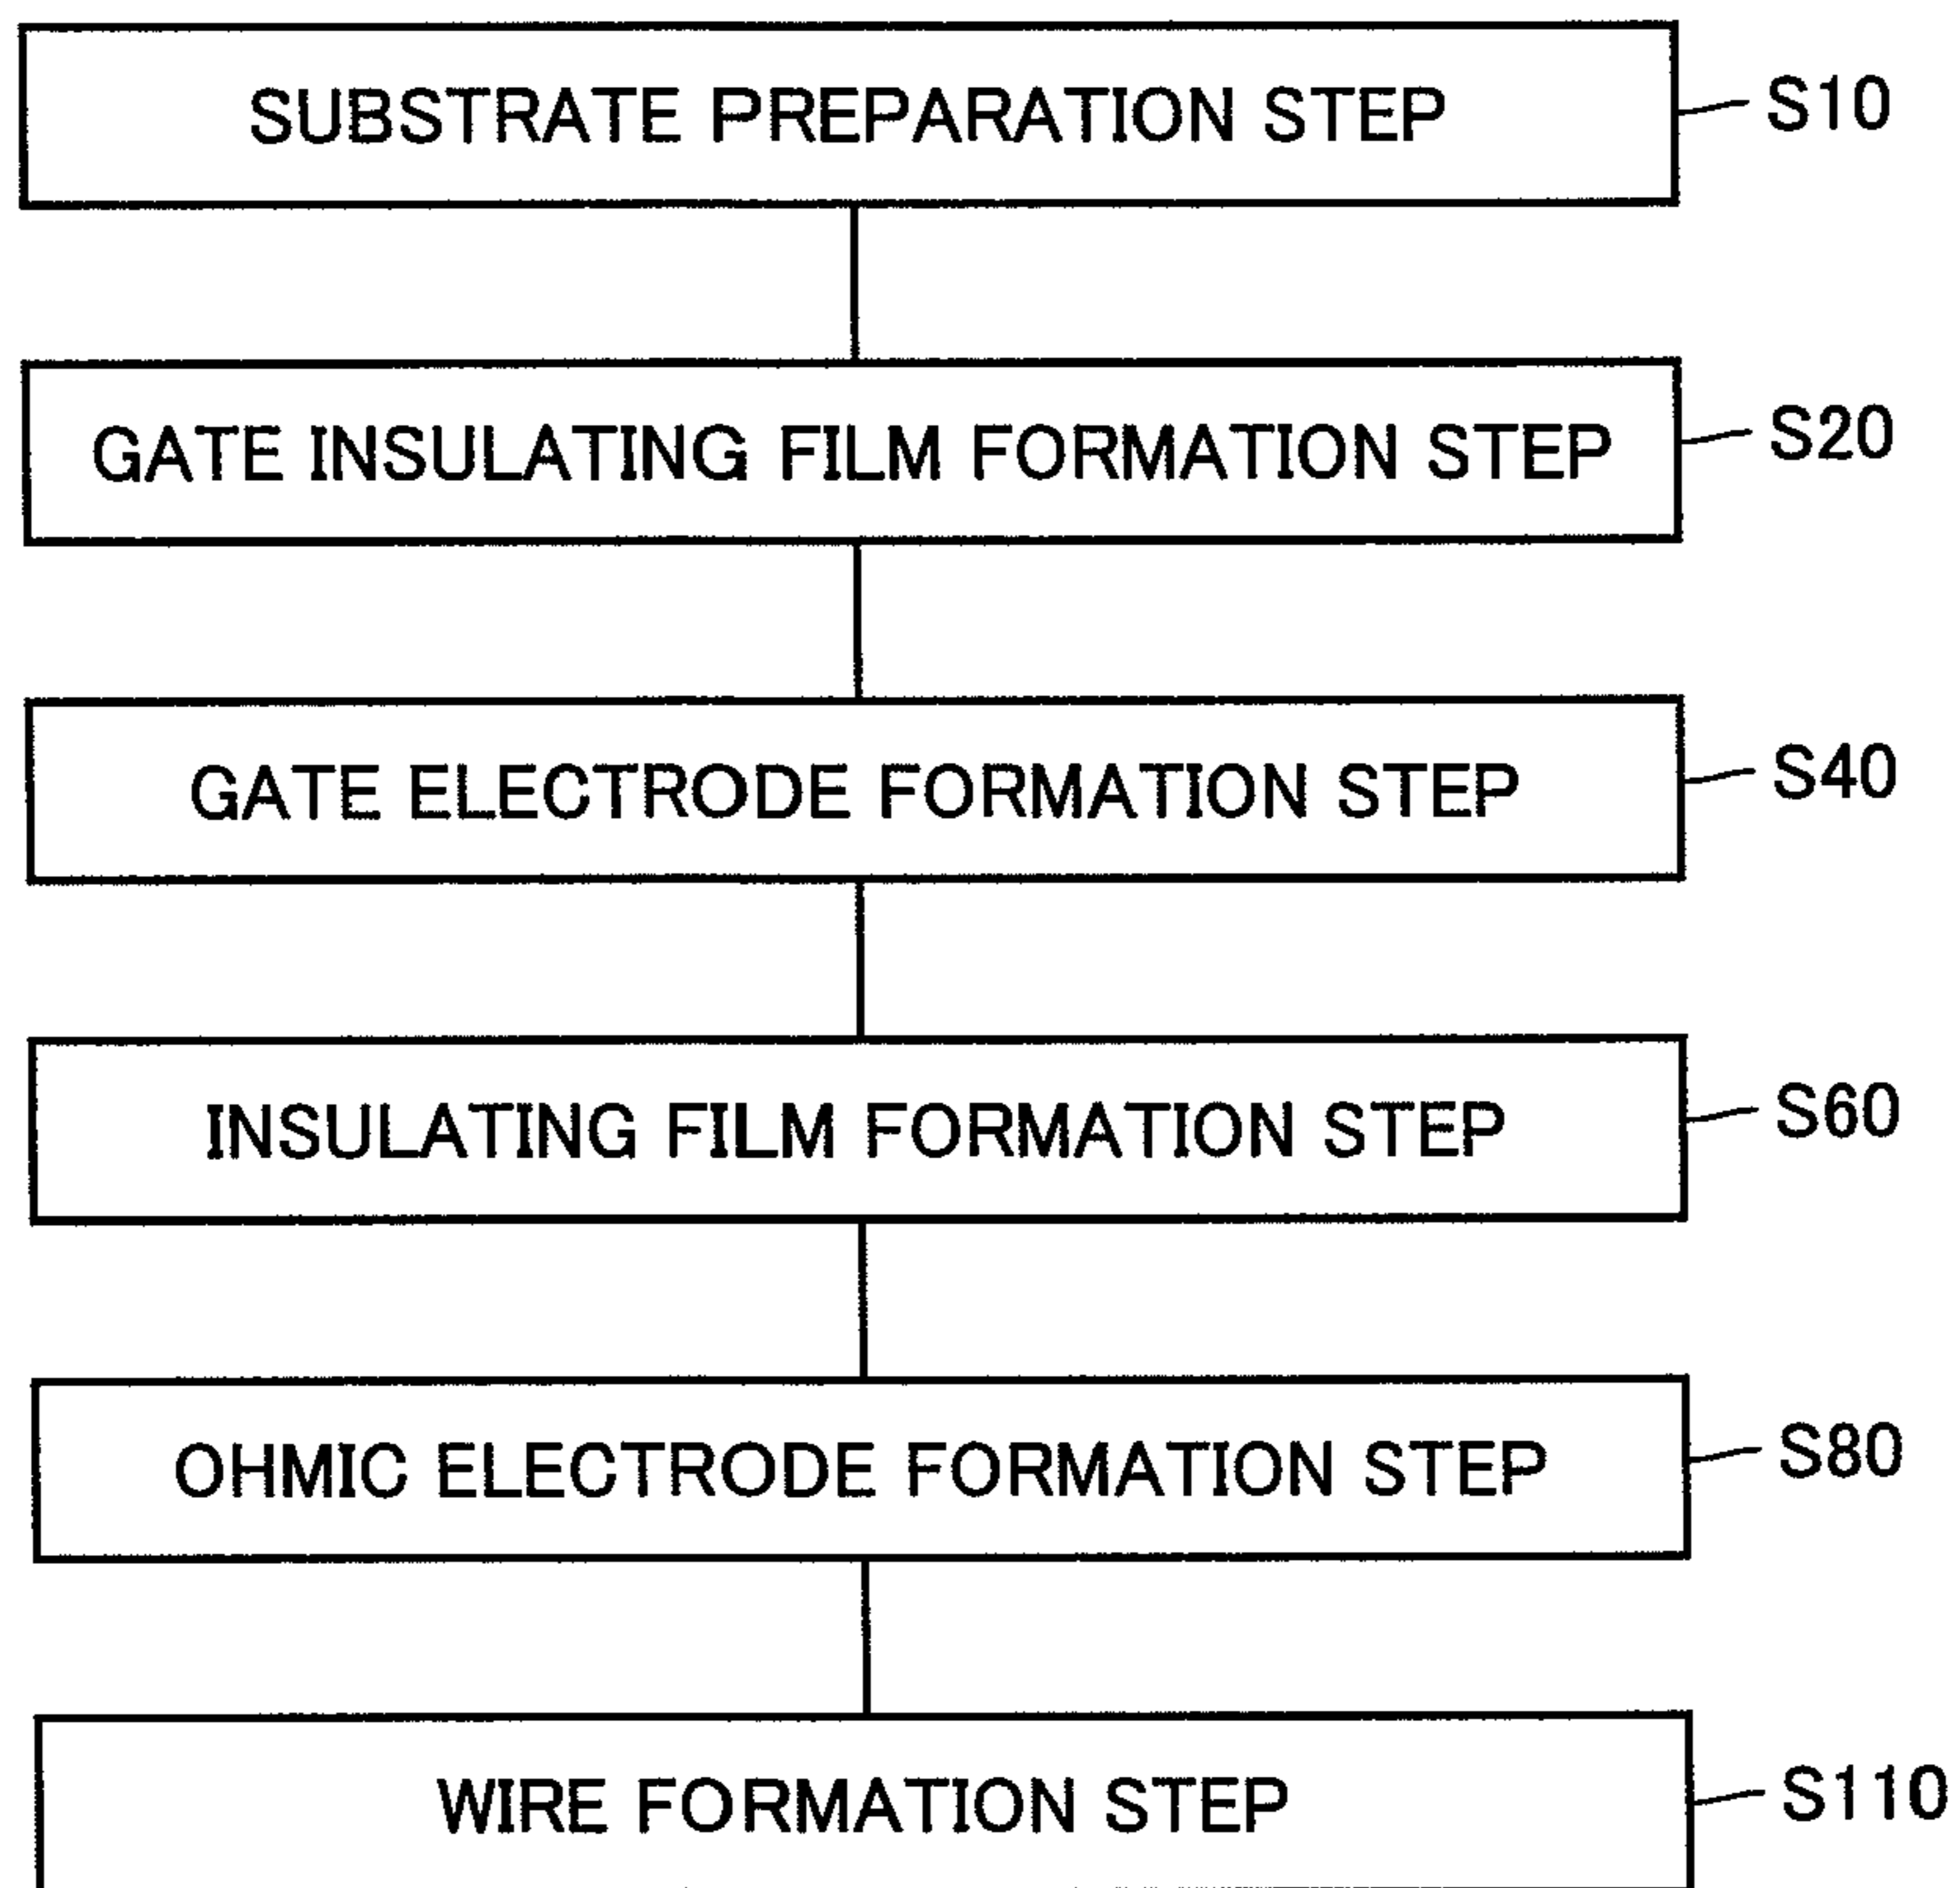 SUBSTRATE PREPARATION STEP S10
GATE INSULATING FILM FORMATION STEP S20
GATE ELECTRODE FORMATION STEP S40
INSULATING FILM FORMATION STEP S60
OHMIC ELECTRODE FORMATION STEP S80
WIRE FORMATION STEP S110